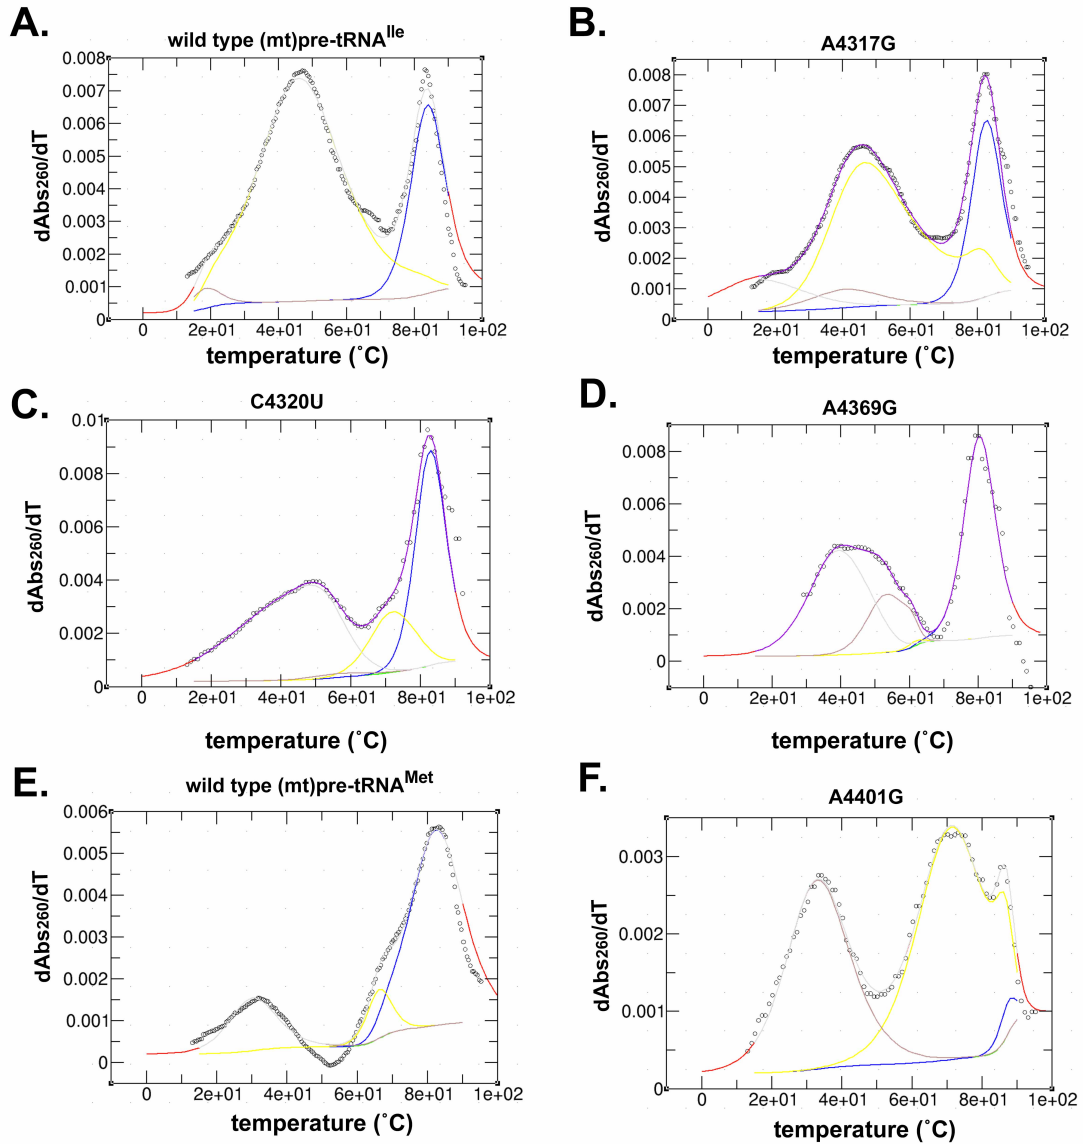 A.
wild type (mt)pre-tRNAIle
0.008
0.007
0.006
0.005
0.004
0.003
0.002
0.001
0
dAbs260/dT
0 2e+01 4e+01 6e+01 8e+01 1e+02
temperature (˚C)
B.
A4317G
0.008
0.007
0.006
0.005
0.004
0.003
0.002
0.001
0
dAbs260/dT
0 2e+01 4e+01 6e+01 8e+01 1e+02
temperature (˚C)
C.
C4320U
0.01
0.008
0.006
0.004
0.002
0
dAbs260/dT
0 2e+01 4e+01 6e+01 8e+01 1e+02
temperature (˚C)
D.
A4369G
0.008
0.006
0.004
0.002
0
dAbs260/dT
0 2e+01 4e+01 6e+01 8e+01 1e+02
temperature (˚C)
E.
wild type (mt)pre-tRNAMet
0.006
0.005
0.004
0.003
0.002
0.001
0
dAbs260/dT
0 2e+01 4e+01 6e+01 8e+01 1e+02
temperature (˚C)
F.
A4401G
0.003
0.002
0.001
0
dAbs260/dT
0 2e+01 4e+01 6e+01 8e+01 1e+02
temperature (˚C)